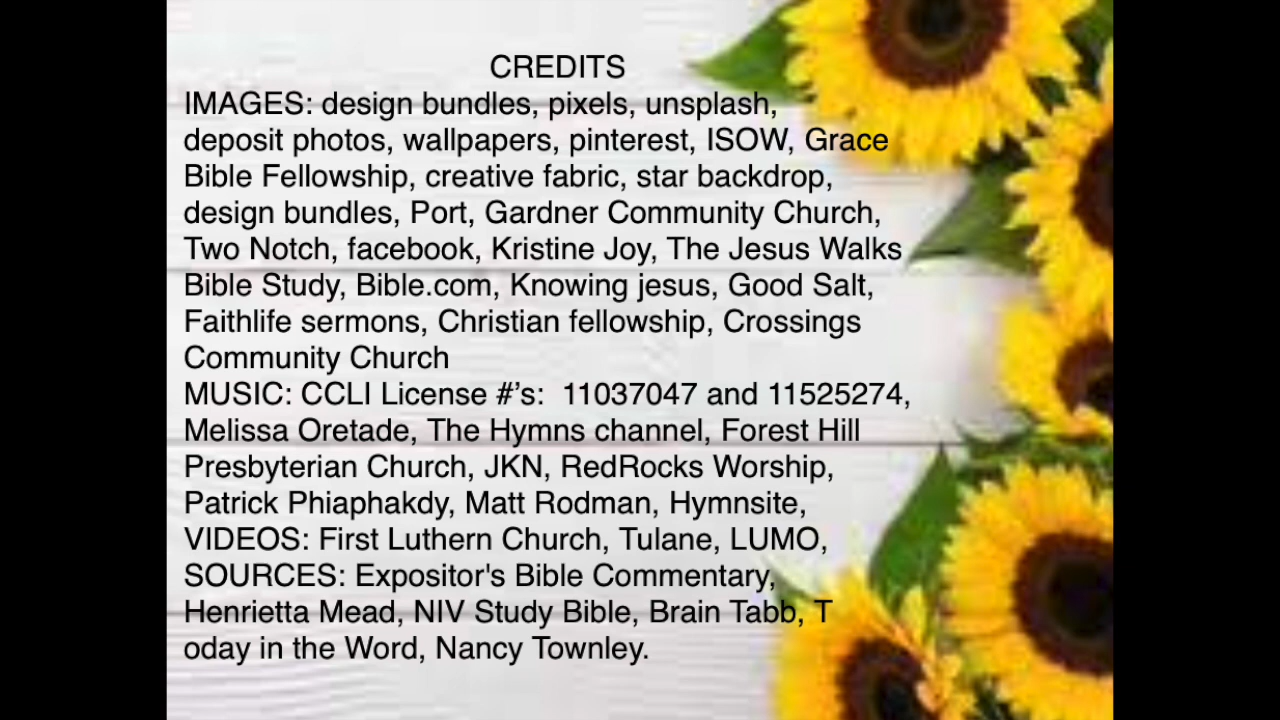 CREDITS
IMAGES: design bundles, pixels, unsplash,
deposit photos, wallpapers, pinterest, ISOW, Grace
Bible Fellowship, creative fabric, star backdrop,
design bundles, Port, Gardner Community Church,
Two Notch, facebook, Kristine Joy, The Jesus Walks
Bible Study, Bible.com, Knowing jesus, Good Salt,
Faithlife sermons, Christian fellowship, Crossings
Community Church
MUSIC: CCLI License #’s:  11037047 and 11525274,
Melissa Oretade, The Hymns channel, Forest Hill
Presbyterian Church, JKN, RedRocks Worship,
Patrick Phiaphakdy, Matt Rodman, Hymnsite,
VIDEOS: First Luthern Church, Tulane, LUMO,
SOURCES: Expositor's Bible Commentary,
Henrietta Mead, NIV Study Bible, Brain Tabb, T
oday in the Word, Nancy Townley.